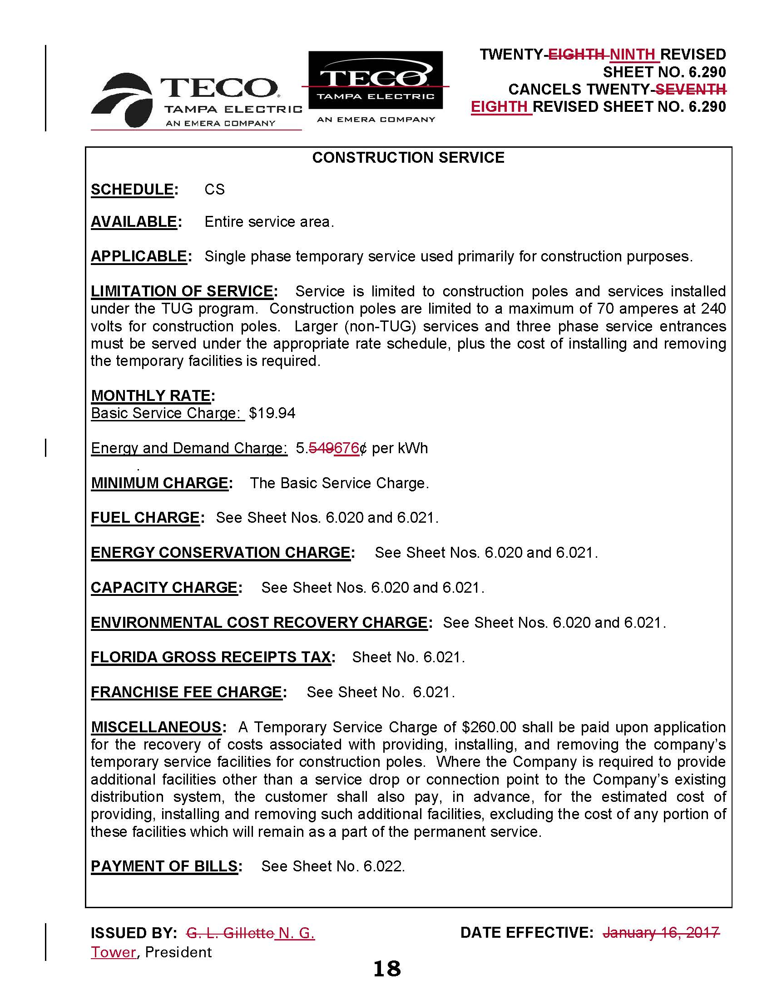 TWENTY-EIGHTH NINTH REVISED
SHEET NO. 6.290
CANCELS TWENTY-SEVENTH
EIGHTH REVISED SHEET NO. 6.290
TECO®
TAMPA ELECTRIC
AN EMERA COMPANY
TECO®
TAMPA ELECTRIC
AN EMERA COMPANY
CONSTRUCTION SERVICE
SCHEDULE: CS
AVAILABLE: Entire service area.
APPLICABLE: Single phase temporary service used primarily for construction purposes.
LIMITATION OF SERVICE: Service is limited to construction poles and services installed
under the TUG program. Construction poles are limited to a maximum of 70 amperes at 240
volts for construction poles. Larger (non-TUG) services and three phase service entrances
must be served under the appropriate rate schedule, plus the cost of installing and removing
the temporary facilities is required.
MONTHLY RATE:
Basic Service Charge: $19.94
Energy and Demand Charge: 5.549676¢ per kWh
.
MINIMUM CHARGE: The Basic Service Charge.
FUEL CHARGE: See Sheet Nos. 6.020 and 6.021.
ENERGY CONSERVATION CHARGE: See Sheet Nos. 6.020 and 6.021.
CAPACITY CHARGE: See Sheet Nos. 6.020 and 6.021.
ENVIRONMENTAL COST RECOVERY CHARGE: See Sheet Nos. 6.020 and 6.021.
FLORIDA GROSS RECEIPTS TAX: Sheet No. 6.021.
FRANCHISE FEE CHARGE: See Sheet No. 6.021.
MISCELLANEOUS: A Temporary Service Charge of $260.00 shall be paid upon application
for the recovery of costs associated with providing, installing, and removing the company's
temporary service facilities for construction poles. Where the Company is required to provide
additional facilities other than a service drop or connection point to the Company's existing
distribution system, the customer shall also pay, in advance, for the estimated cost of
providing, installing and removing such additional facilities, excluding the cost of any portion of
these facilities which will remain as a part of the permanent service.
PAYMENT OF BILLS: See Sheet No. 6.022.
ISSUED BY: G. L. Gillette N. G.
Tower, President
DATE EFFECTIVE: January 16, 2017
18